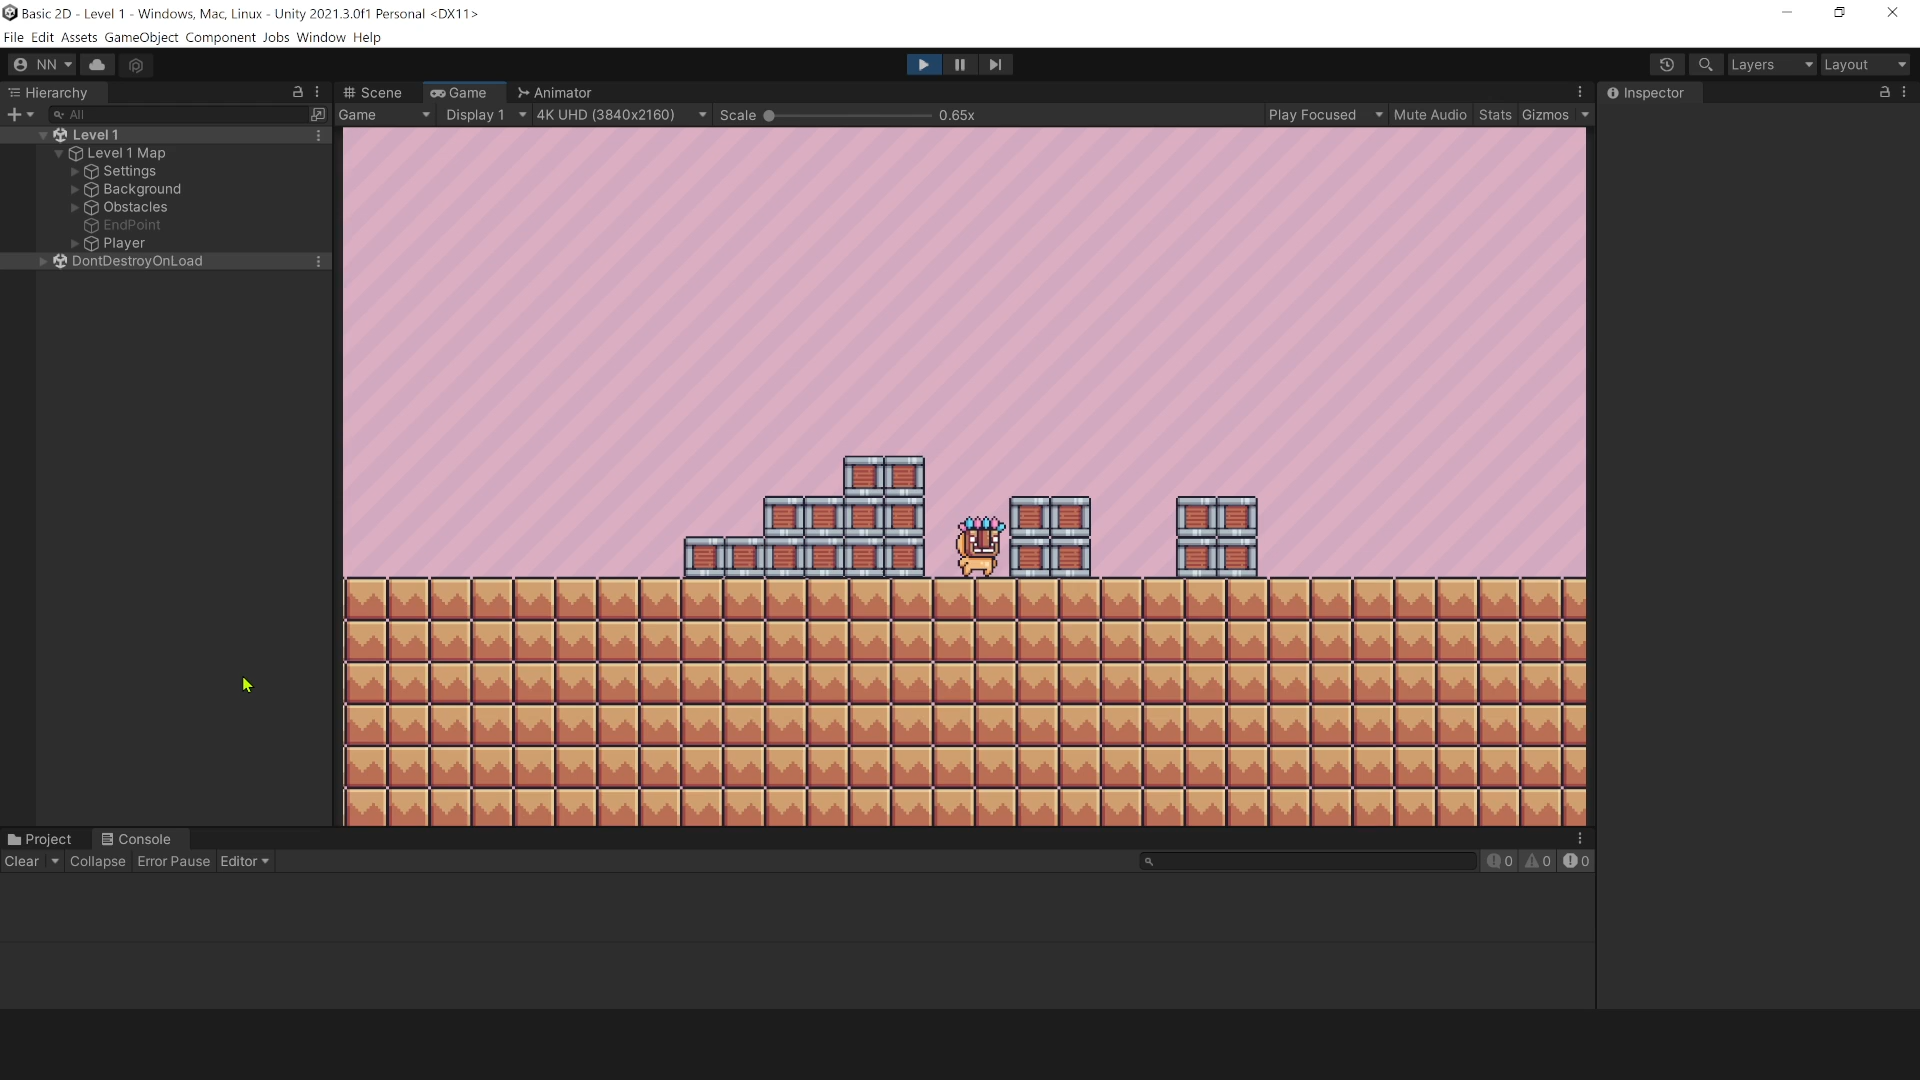 Basic 2D - Level 1 - Windows, Mac, Linux - Unity 2021.3.0f1 Personal <DX11>
File Edit Assets GameObject Component Jobs Window Help
NN Layers Layout
Hierarchy Scene Game Animator Inspector
All Game Display 1 4K UHD (3840x2160) Scale 0.65x Play Focused Mute Audio Stats Gizmos
Level 1
Level 1 Map
Settings
Background
Obstacles
EndPoint
Player
DontDestroyOnLoad
Project Console
Clear Collapse Error Pause Editor 0 0 0